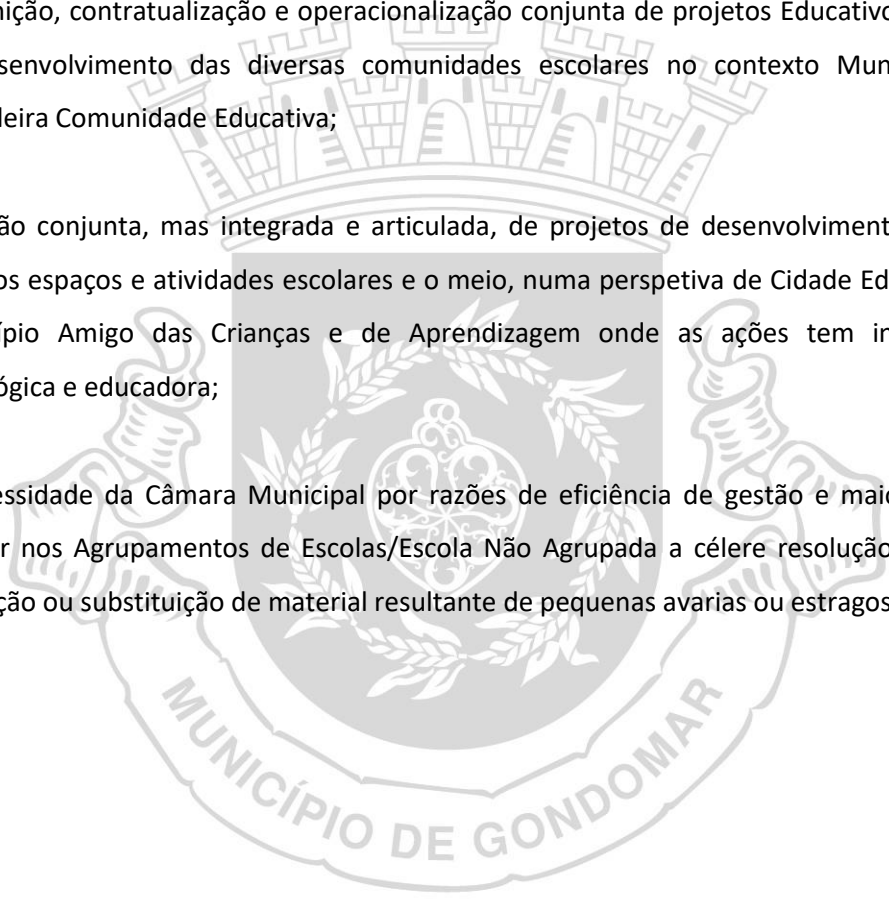 nição, contratualização e operacionalização conjunta de projetos Educativo
senvolvimento das diversas comunidades escolares no contexto Mun
deira Comunidade Educativa;
ão conjunta, mas integrada e articulada, de projetos de desenvolviment
os espaços e atividades escolares e o meio, numa perspetiva de Cidade Ed
ípio Amigo das Crianças e de Aprendizagem onde as ações tem in
ógica e educadora;
essidade da Câmara Municipal por razões de eficiência de gestão e maio
r nos Agrupamentos de Escolas/Escola Não Agrupada a célere resolução
ção ou substituição de material resultante de pequenas avarias ou estragos
MUNICÍPIO DE GONDOMAR